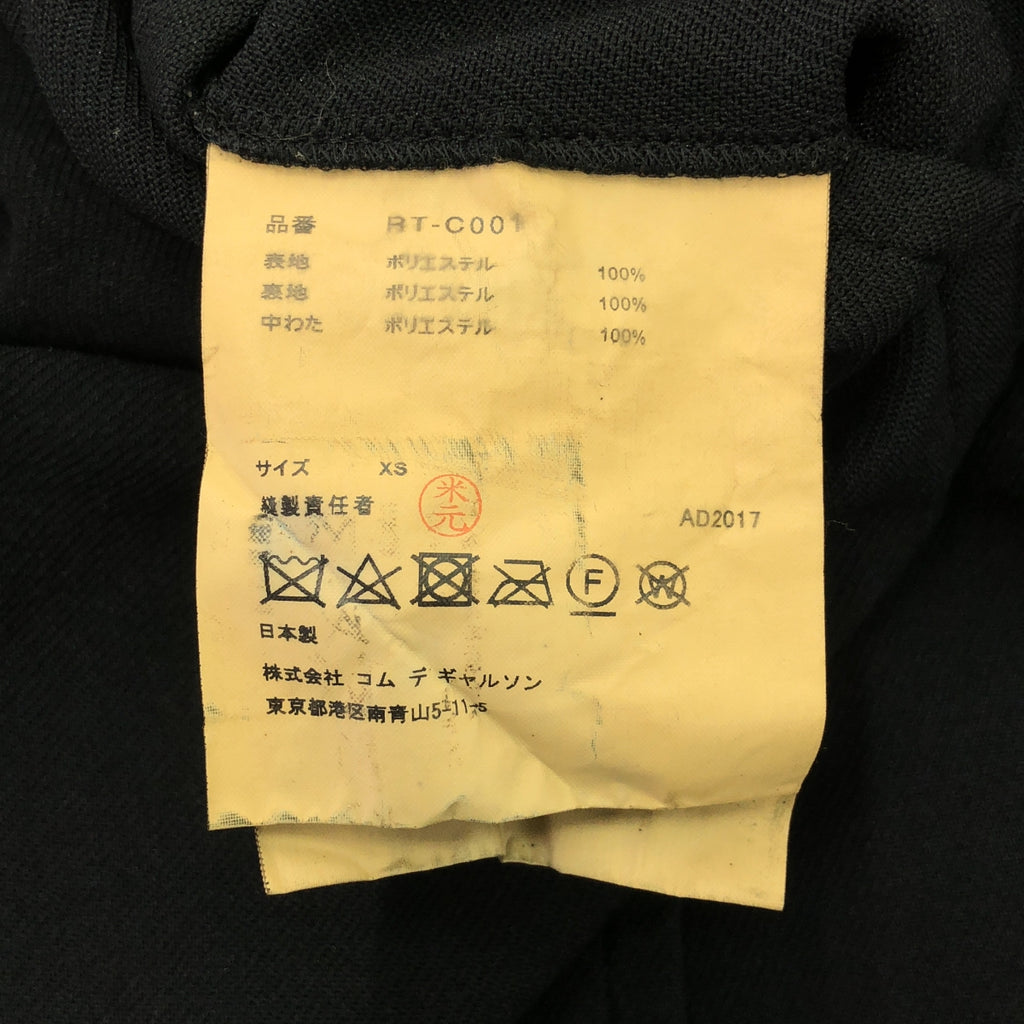 品番 RT-C001
表地 ポリエステル 100%
裏地 ポリエステル 100%
中わた ポリエステル 100%
サイズ XS
縫製責任者 米元 AD2017
F W
日本製
株式会社 コム デ ギャルソン
東京都港区南青山5-11-5